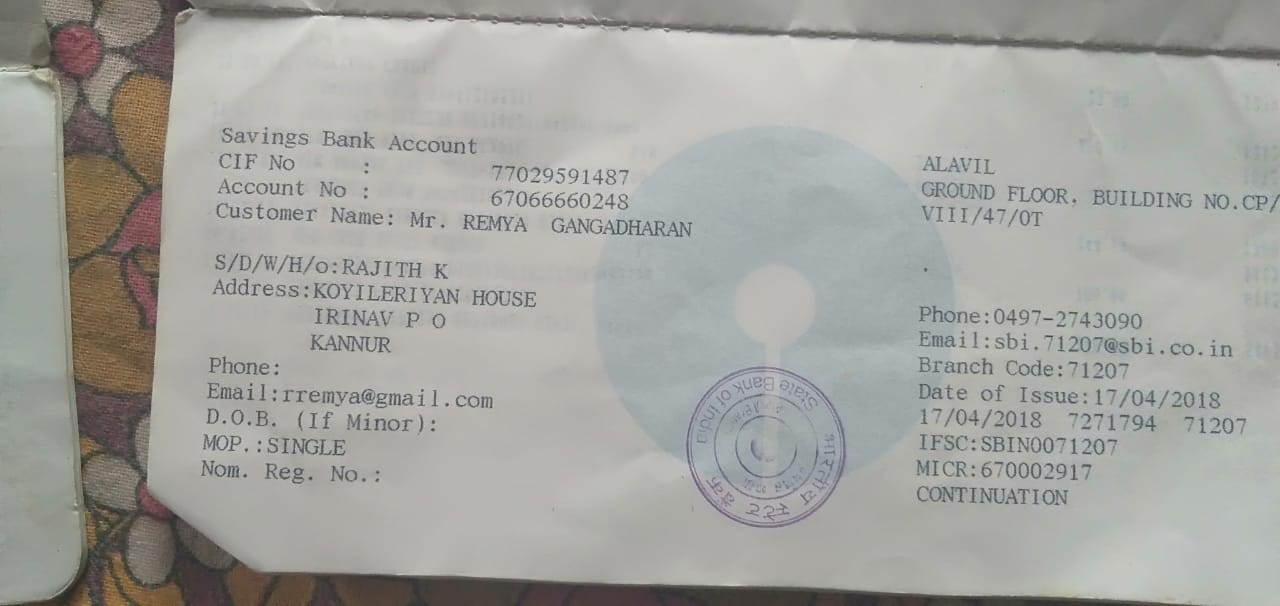 Savings Bank Account
CIF No : 77029591487
Account No : 67066660248
Customer Name: Mr. REMYA GANGADHARAN
S/D/W/H/o:RAJITH K
Address:KOYILERIYAN HOUSE
IRINAV P O
KANNUR
Phone:
Email:rremya@gmail.com
D.O.B. (If Minor):
MOP.:SINGLE
Nom. Reg. No.:
ALAVIL
GROUND FLOOR, BUILDING NO.CP/
VIII/47/OT
.
Phone:0497-2743090
Email:sbi.71207@sbi.co.in
Branch Code:71207
Date of Issue:17/04/2018
17/04/2018 7271794 71207
IFSC:SBIN0071207
MICR:670002917
CONTINUATION
State Bank of India
भारतीय स्टेट बैंक